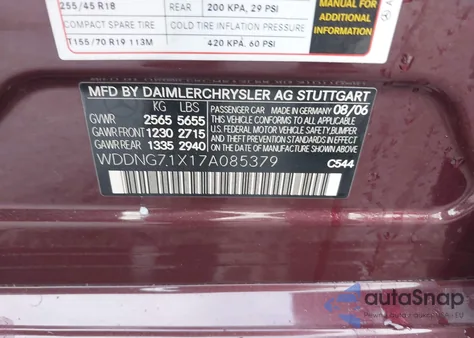 255/45 R18 REAR 200 KPA, 29 PSI
COMPACT SPARE TIRE COLD TIRE INFLATION PRESSURE
T155/70 R19 113M 420 KPA. 60 PSI
MANUAL FOR
ADDITIONAL
INFORMATION
MFD BY DAIMLERCHRYSLER AG STUTTGART
KG LBS PASSENGER CAR MADE IN GERMANY 08/06
GVWR 2565 5655 THIS VEHICLE CONFORMS TO ALL APPLICABLE
GAWR FRONT 1230 2715 U.S. FEDERAL MOTOR VEHICLE SAFETY, BUMPER
GAWR REAR 1335 2940 AND THEFT PREVENTION STANDARDS IN EFFECT
ON THE DATE OF MANUFACTURE SHOWN ABOVE
WDDNG71X17A085379 C544
autoSnap